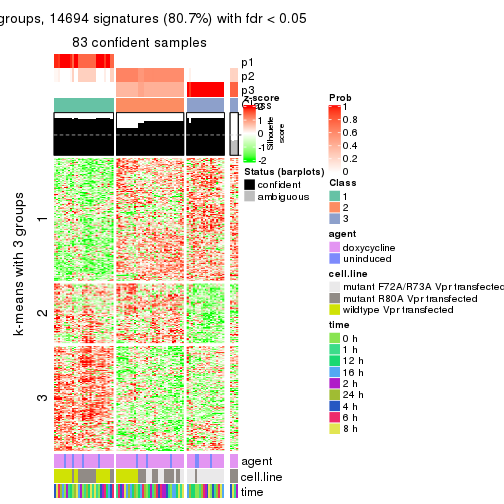 groups, 14694 signatures (80.7%) with fdr < 0.05
83 confident samples
p1
p2
p3
Class
z-score
2
1
0
-1
-2
Silhouette
score
Prob
1
0.8
0.6
0.4
0.2
0
Status (barplots)
confident
ambiguous
Class
1
2
3
agent
doxycycline
uninduced
cell.line
mutant F72A/R73A Vpr transfected
mutant R80A Vpr transfected
wildtype Vpr transfected
time
0 h
1 h
12 h
16 h
2 h
24 h
4 h
6 h
8 h
k-means with 3 groups
1
2
3
agent
cell.line
time